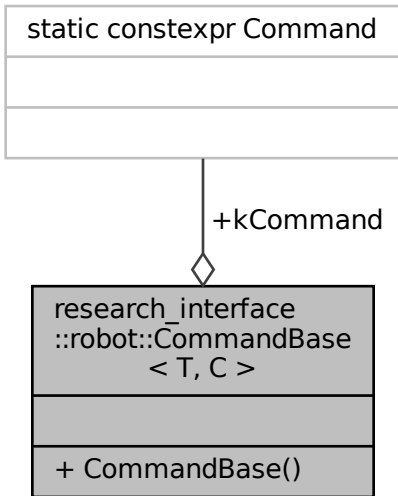 static constexpr Command
+kCommand
research_interface
::robot::CommandBase
< T, C >
+ CommandBase()